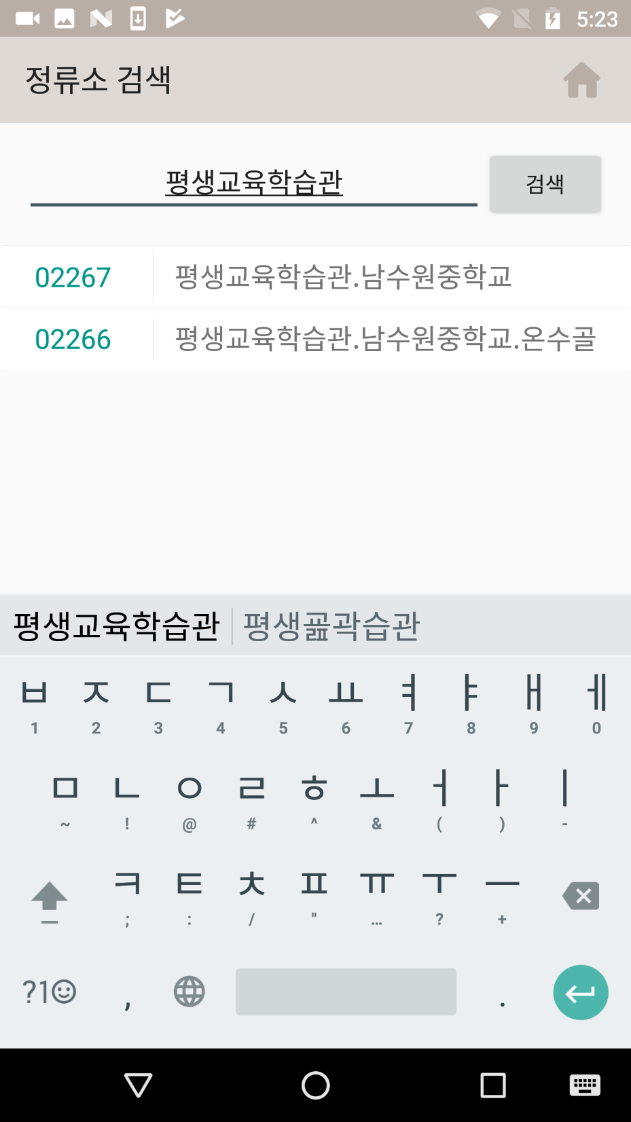 5:23
정류소 검색
평생교육학습관 검색
02267 평생교육학습관.남수원중학교
02266 평생교육학습관.남수원중학교.온수골
평생교육학습관 평생굞곽습관
ㅂ ㅈ ㄷ ㄱ ㅅ ㅛ ㅕ ㅑ ㅐ ㅔ
1 2 3 4 5 6 7 8 9 0
ㅁ ㄴ ㅇ ㄹ ㅎ ㅗ ㅓ ㅏ ㅣ
~ ! @ # ^ & ( ) -
ㅋ ㅌ ㅊ ㅍ ㅠ ㅜ ㅡ
; : / " ... ? +
?1☺ , .